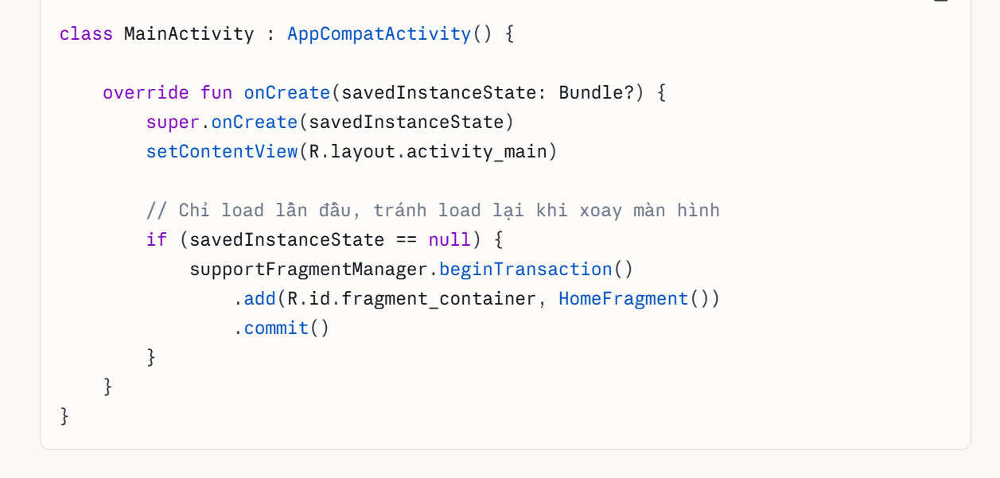 class MainActivity : AppCompatActivity() {
override fun onCreate(savedInstanceState: Bundle?) {
super.onCreate(savedInstanceState)
setContentView(R.layout.activity_main)
// Chỉ load lần đầu, tránh load lại khi xoay màn hình
if (savedInstanceState == null) {
supportFragmentManager.beginTransaction()
.add(R.id.fragment_container, HomeFragment())
.commit()
}
}
}